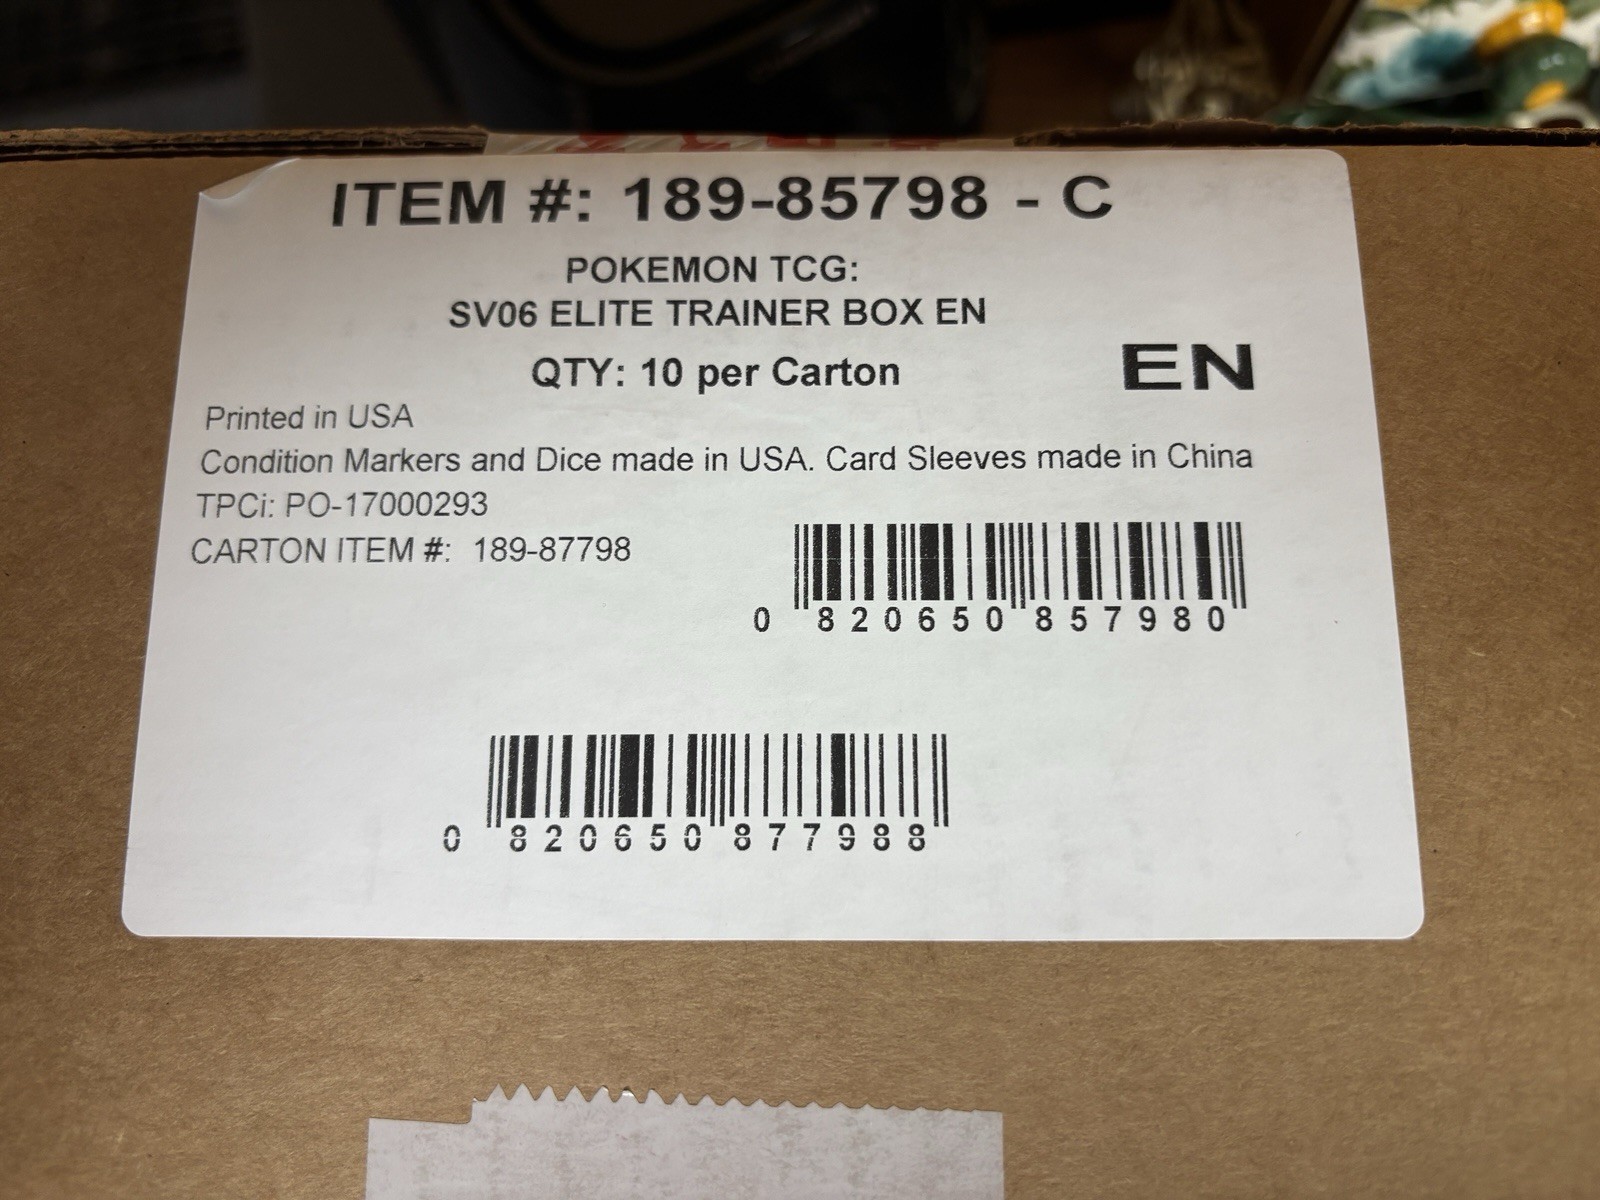 ITEM #: 189-85798 - C
POKEMON TCG:
SV06 ELITE TRAINER BOX EN
QTY: 10 per Carton
EN
Printed in USA
Condition Markers and Dice made in USA. Card Sleeves made in China
TPCi: PO-17000293
CARTON ITEM #: 189-87798
0 820650 857980
0 820650 877988